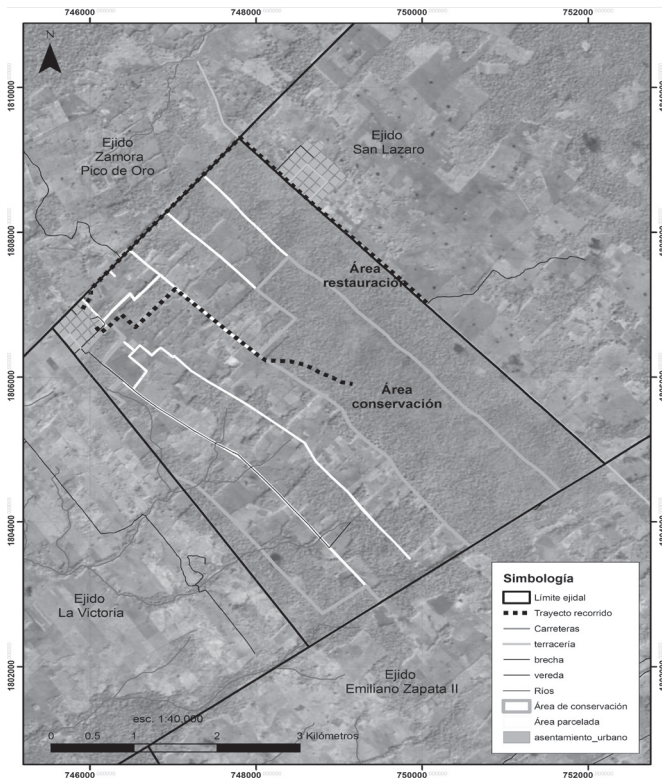 746000 748000 750000 752000
N
1810000
Ejido
Zamora
Pico de Oro
Ejido
San Lazaro
1808000
Área
restauración
1806000
Área
conservación
1804000
Ejido
La Victoria
1802000
Ejido
Emiliano Zapata II
Simbología
Límite ejidal
Trayecto recorrido
Carreteras
terracería
brecha
vereda
Ríos
Área de conservación
Área parcelada
asentamiento_urbano
esc. 1:40,000
0 0.5 1 2 3 Kilómetros
746000 748000 750000 752000